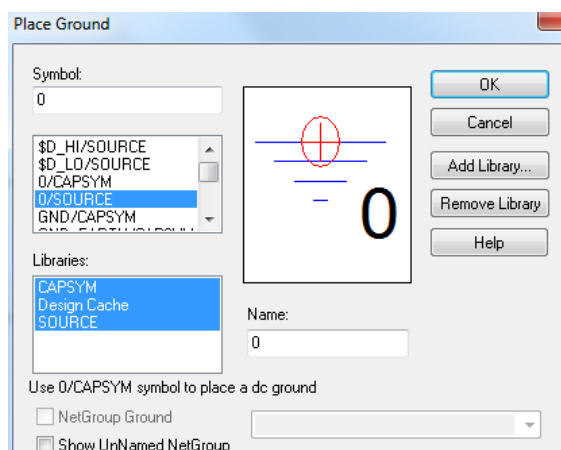 Place Ground
Symbol:
0
$D_HI/SOURCE
$D_LO/SOURCE
0/CAPSYM
0/SOURCE
GND/CAPSYM
0
OK
Cancel
Add Library...
Remove Library
Help
Libraries:
CAPSYM
Design Cache
SOURCE
Name:
0
Use 0/CAPSYM symbol to place a dc ground
NetGroup Ground
Show UnNamed NetGroup